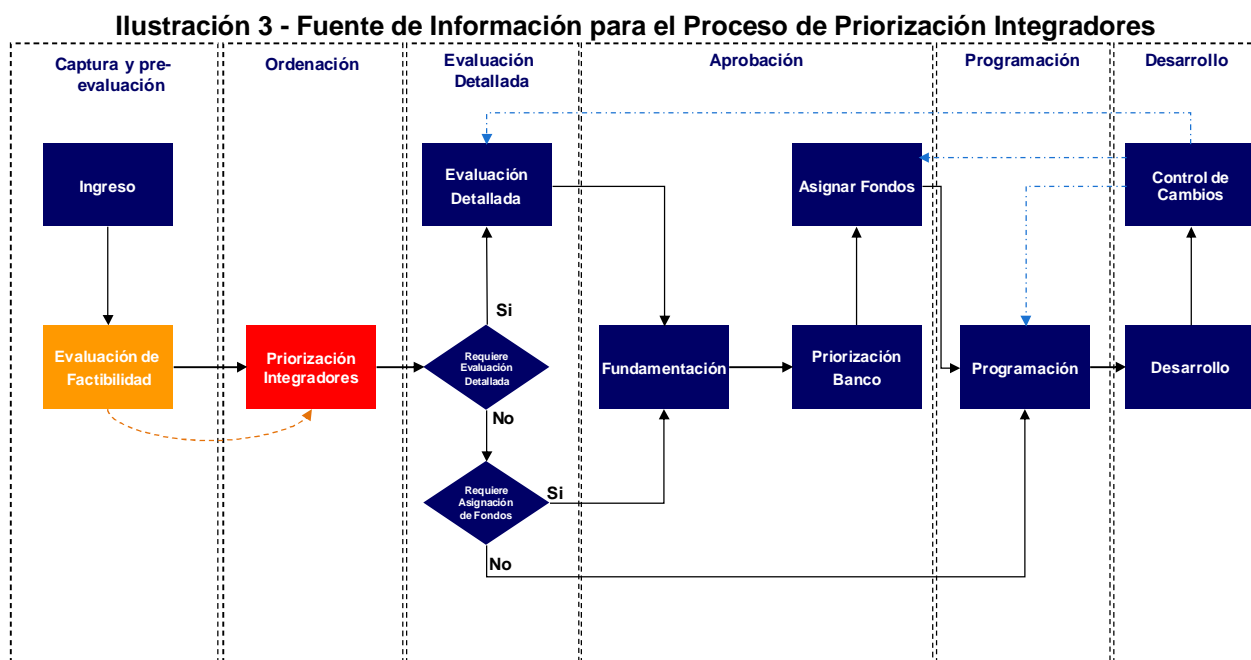 Ilustración 3 - Fuente de Información para el Proceso de Priorización Integradores
Captura y pre-
evaluación
Ordenación
Evaluación
Detallada
Aprobación
Programación
Desarrollo
Ingreso
Evaluación
Detallada
Asignar Fondos
Control de
Cambios
Si
Evaluación de
Factibilidad
Priorización
Integradores
Requiere
Evaluación
Detallada
Fundamentación
Priorización
Banco
Programación
Desarrollo
No
Requiere
Asignación
de Fondos
Si
No